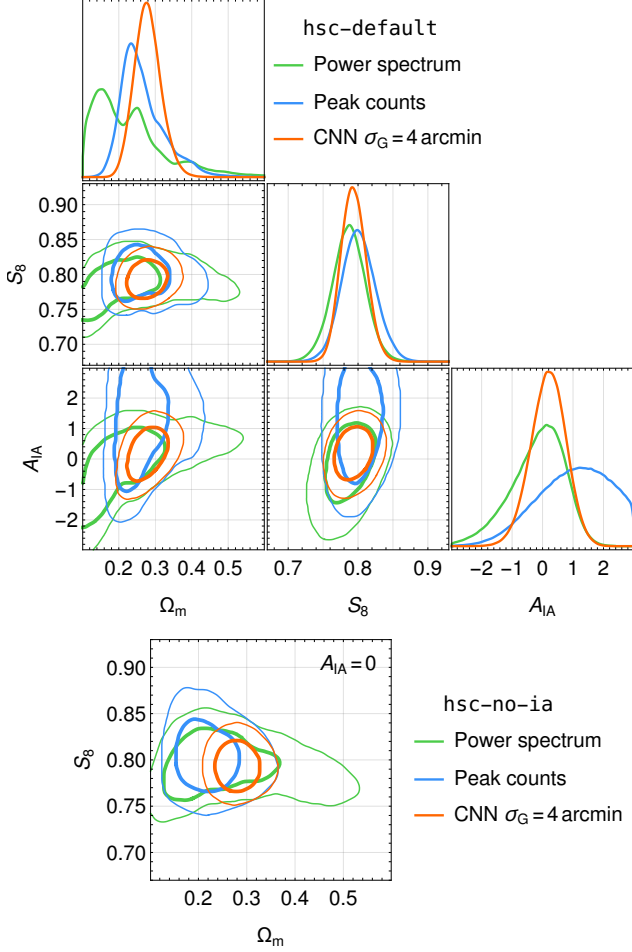 hsc-default
Power spectrum
Peak counts
CNN σG = 4 arcmin
0.90
0.85
0.80
0.75
0.70
S8
2
1
0
−1
−2
AIA
0.2 0.3 0.4 0.5
Ωm
0.7 0.8 0.9
S8
−2 −1 0 1 2
AIA
AIA = 0
0.90
0.85
0.80
0.75
0.70
S8
0.2 0.3 0.4 0.5
Ωm
hsc-no-ia
Power spectrum
Peak counts
CNN σG = 4 arcmin